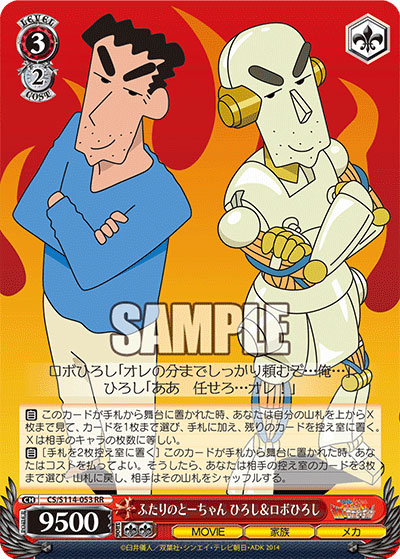 LEVEL
3
2
COST
SAMPLE
ロボひろし「オレの分までしっかり頼むぞ…俺…」
ひろし「ああ　任せろ…オレ！」
自 このカードが手札から舞台に置かれた時、あなたは自分の山札を上からX
枚まで見て、カードを1枚まで選び、手札に加え、残りのカードを控え室に置く。
Xは相手のキャラの枚数に等しい。
自 [手札を2枚控え室に置く] このカードが手札から舞台に置かれた時、あな
たはコストを払ってよい。そうしたら、あなたは相手の控え室のカードを3枚
まで選び、山札に戻し、相手はその山札をシャッフルする。
CH
CS/S114-053 RR
9500
ふたりのとーちゃん ひろし&ロボひろし
MOVIE
家族
メカ
©臼井儀人／双葉社・シンエイ・テレビ朝日・ADK 2014